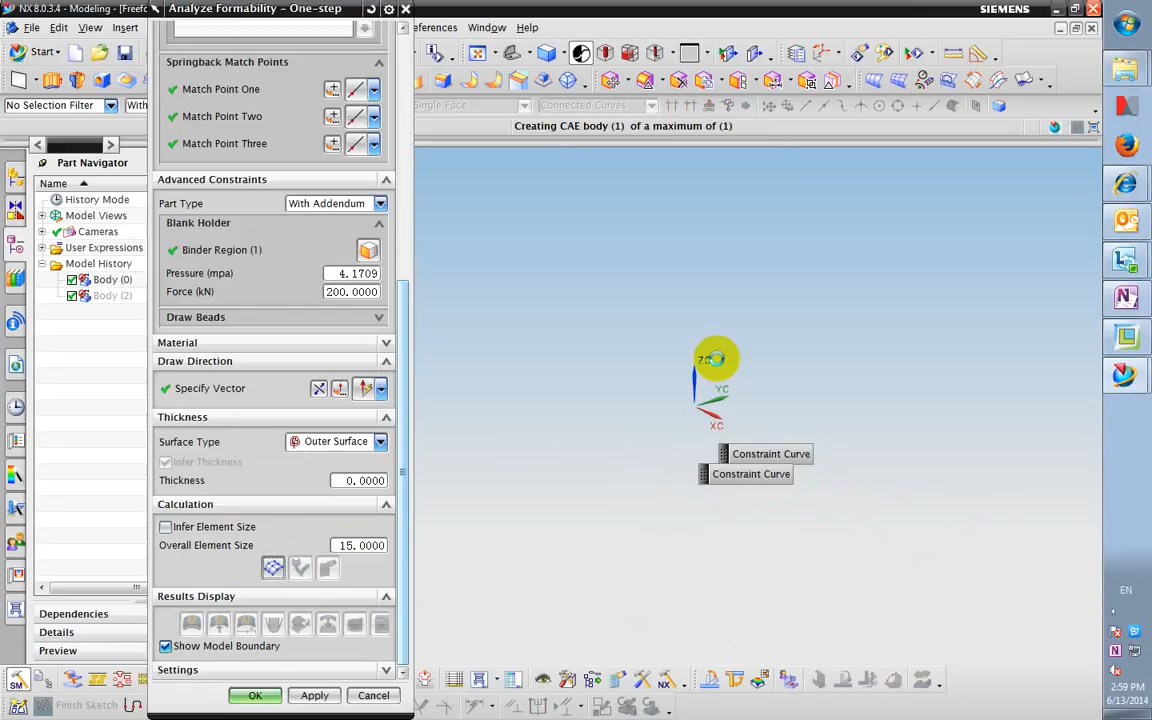 NX 8.0.3.4 - Modeling - [Freefo
Analyze Formability - One-step
SIEMENS
File Edit View Insert
eferences Window Help
Start
No Selection Filter
With
Single Face
Connected Curves
Creating CAE body (1) of a maximum of (1)
Part Navigator
Name
History Mode
Model Views
Cameras
User Expressions
Model History
Body (0)
Body (2)
Dependencies
Details
Preview
Finish Sketch
Springback Match Points
Match Point One
Match Point Two
Match Point Three
Advanced Constraints
Part Type With Addendum
Blank Holder
Binder Region (1)
Pressure (mpa) 4.1709
Force (kN) 200.0000
Draw Beads
Material
Draw Direction
Specify Vector
Thickness
Surface Type Outer Surface
Infer Thickness
Thickness 0.0000
Calculation
Infer Element Size
Overall Element Size 15.0000
Results Display
Show Model Boundary
Settings
OK Apply Cancel
YC
XC
Constraint Curve
Constraint Curve
EN
2:59 PM
6/13/2014